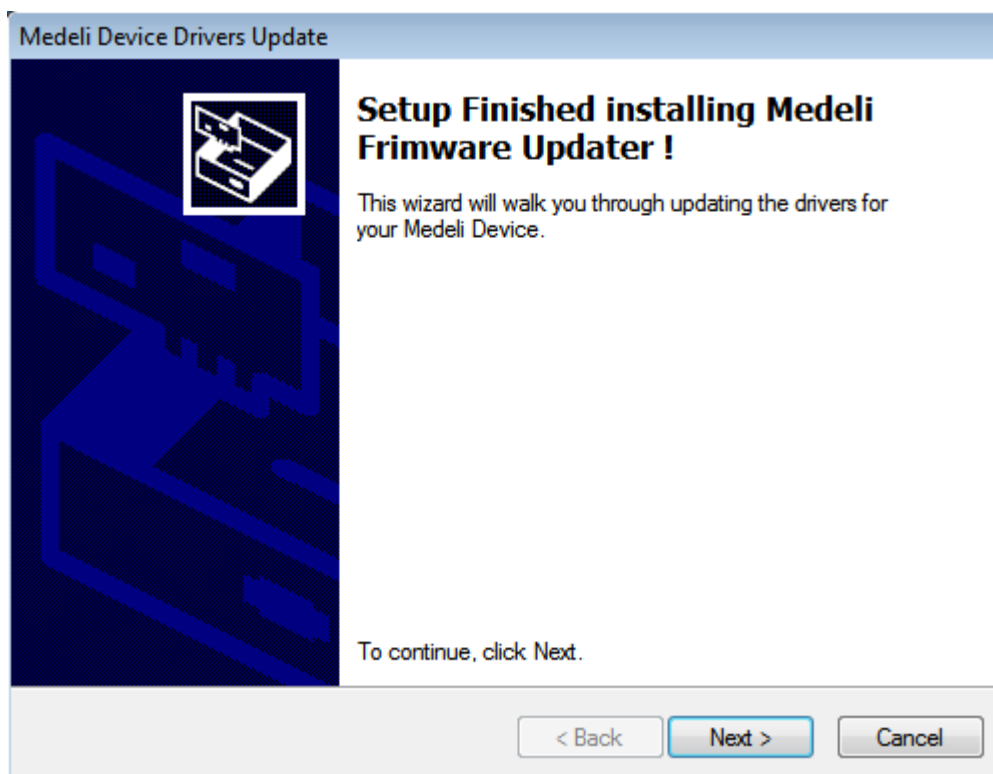 Medeli Device Drivers Update
Setup Finished installing Medeli
Frimware Updater !
This wizard will walk you through updating the drivers for
your Medeli Device.
To continue, click Next.
< Back
Next >
Cancel